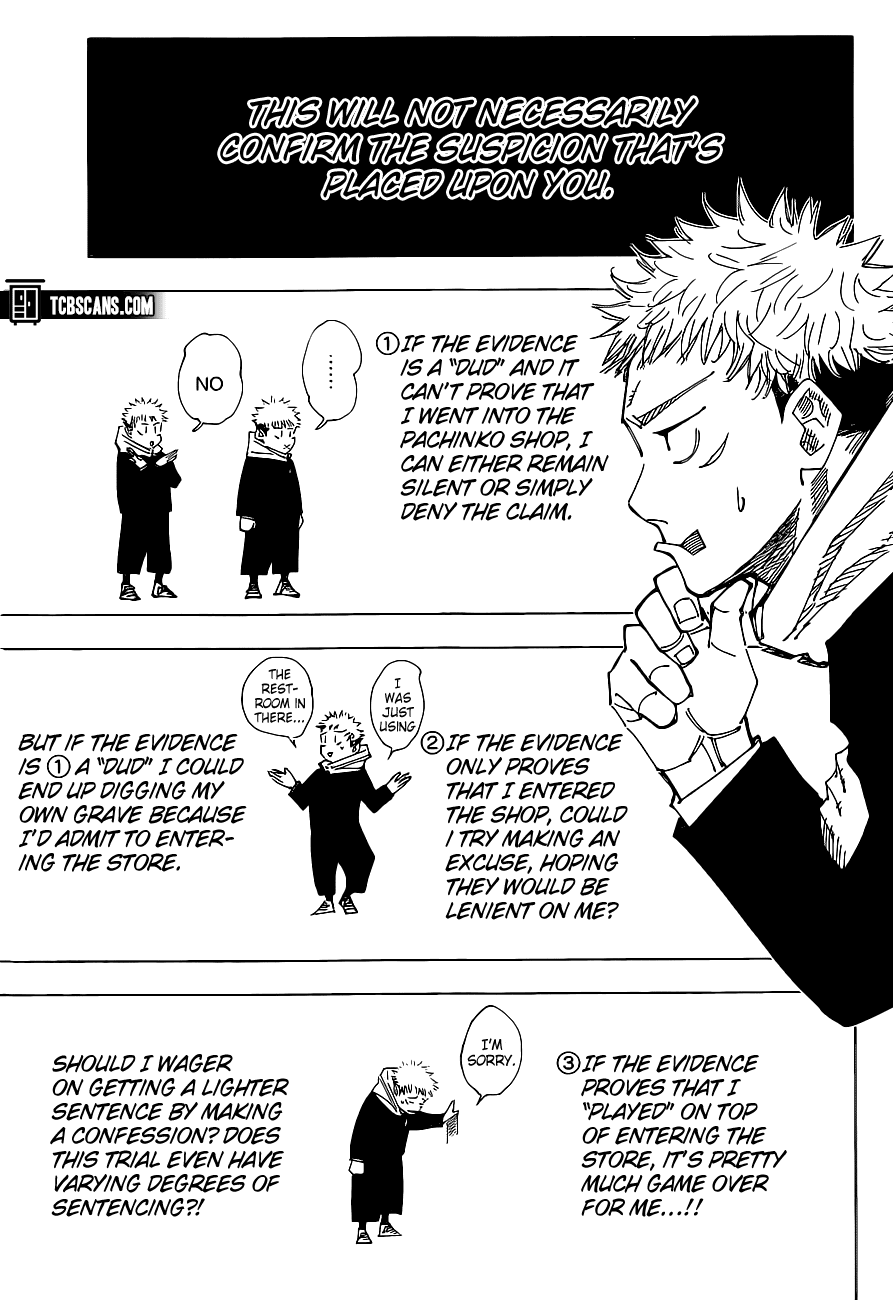 THIS WILL NOT NECESSARILY
CONFIRM THE SUSPICION THAT'S
PLACED UPON YOU.
TCBSCANS.COM
① IF THE EVIDENCE
IS A "DUD" AND IT
CAN'T PROVE THAT
I WENT INTO THE
PACHINKO SHOP, I
CAN EITHER REMAIN
SILENT OR SIMPLY
DENY THE CLAIM.
......
NO
② IF THE EVIDENCE
ONLY PROVES
THAT I ENTERED
THE SHOP, COULD
I TRY MAKING AN
EXCUSE, HOPING
THEY WOULD BE
LENIENT ON ME?
I
WAS
JUST
USING
THE
REST-
ROOM IN
THERE...
BUT IF THE EVIDENCE
IS ① A "DUD" I COULD
END UP DIGGING MY
OWN GRAVE BECAUSE
I'D ADMIT TO ENTER-
ING THE STORE.
③ IF THE EVIDENCE
PROVES THAT I
"PLAYED" ON TOP
OF ENTERING THE
STORE, IT'S PRETTY
MUCH GAME OVER
FOR ME...!!
I'M
SORRY.
SHOULD I WAGER
ON GETTING A LIGHTER
SENTENCE BY MAKING
A CONFESSION? DOES
THIS TRIAL EVEN HAVE
VARYING DEGREES OF
SENTENCING?!